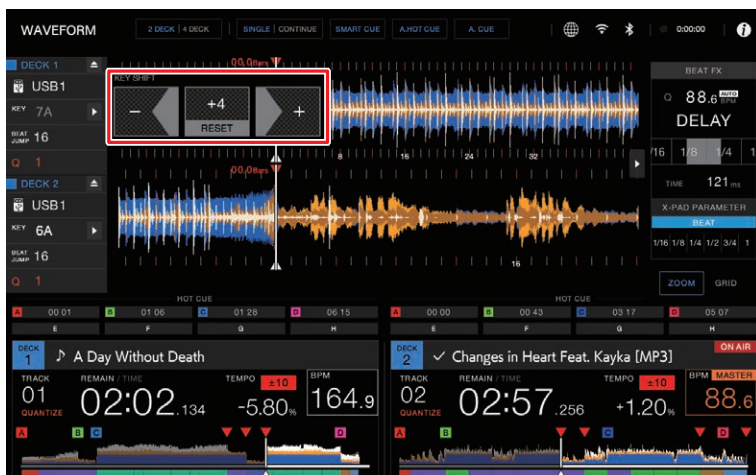 WAVEFORM 2 DECK | 4 DECK SINGLE | CONTINUE SMART CUE A.HOT CUE A. CUE 0:00:00 i
DECK 1
USB1
KEY 7A
BEAT JUMP 16
Q 1
00.0Bars
KEY SHIFT
- +4 +
RESET
8 16 24 32
DECK 2
USB1
KEY 6A
BEAT JUMP 16
Q 1
00.0Bars
16
BEAT FX
Q 88.6 AUTO BPM
DELAY
/16 1/8 1/4 1
TIME 121 ms
X-PAD PARAMETER
BEAT
1/16 1/8 1/4 1/2 3/4 1
ZOOM GRID
HOT CUE
A 00 01 B 01 06 C 01 28 D 06 15
E F G H
HOT CUE
A 00 00 B 00 43 C 03 17 D 05 07
E F G H
DECK 1 A Day Without Death
TRACK 01 QUANTIZE
REMAIN / TIME 02:02.134
TEMPO ±10 -5.80%
BPM 164.9
A B C D
DECK 2 Changes in Heart Feat. Kayka [MP3] ON AIR
TRACK 02 QUANTIZE
REMAIN / TIME 02:57.256
TEMPO ±10 +1.20%
BPM MASTER 88.6
A B C D